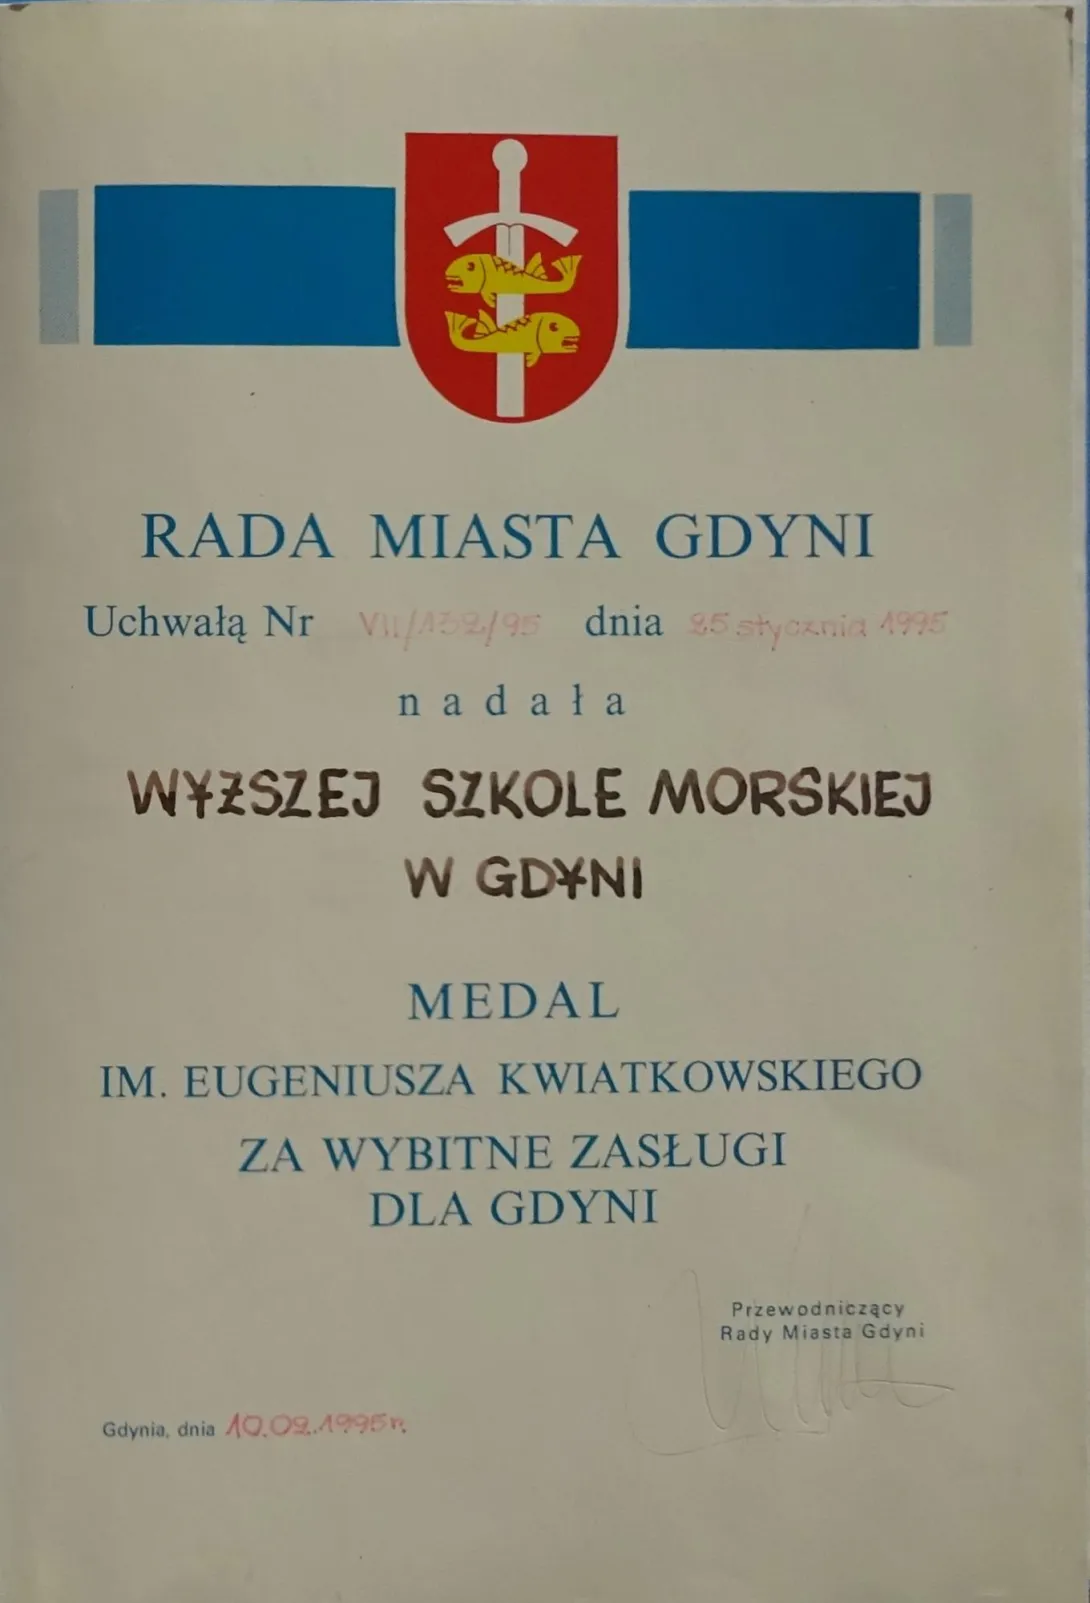 RADA MIASTA GDYNI
Uchwałą Nr VII/132/95 dnia 25 stycznia 1995
nadała
WYŻSZEJ SZKOLE MORSKIEJ
W GDYNI
MEDAL
IM. EUGENIUSZA KWIATKOWSKIEGO
ZA WYBITNE ZASŁUGI
DLA GDYNI
Przewodniczący
Rady Miasta Gdyni
Gdynia, dnia 10.02.1995r.